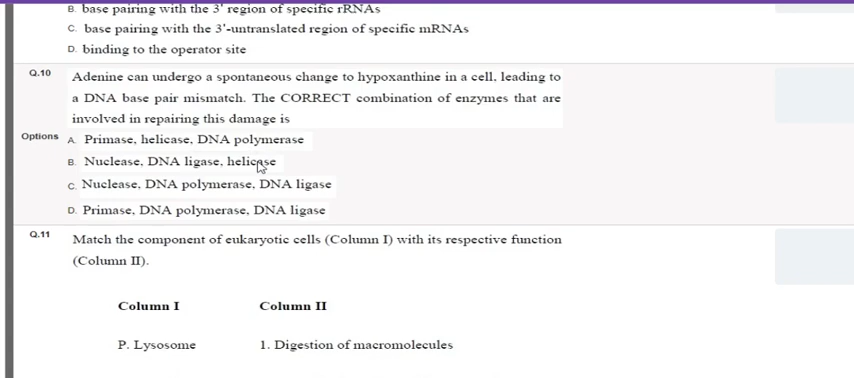 B. base pairing with the 3' region of specific rRNAs
C. base pairing with the 3'-untranslated region of specific mRNAs
D. binding to the operator site
Q.10 Adenine can undergo a spontaneous change to hypoxanthine in a cell, leading to
a DNA base pair mismatch. The CORRECT combination of enzymes that are
involved in repairing this damage is
Options A. Primase, helicase, DNA polymerase
B. Nuclease, DNA ligase, helicase
C. Nuclease, DNA polymerase, DNA ligase
D. Primase, DNA polymerase, DNA ligase
Q.11 Match the component of eukaryotic cells (Column I) with its respective function
(Column II).
Column I Column II
P. Lysosome 1. Digestion of macromolecules